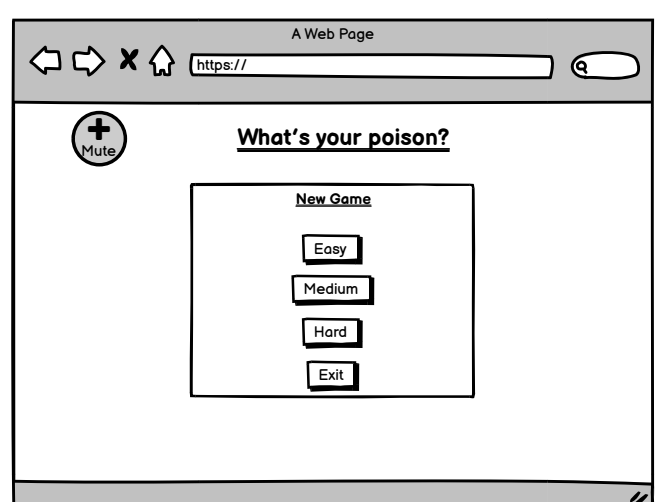 A Web Page
https://
Mute
What's your poison?
New Game
Easy
Medium
Hard
Exit